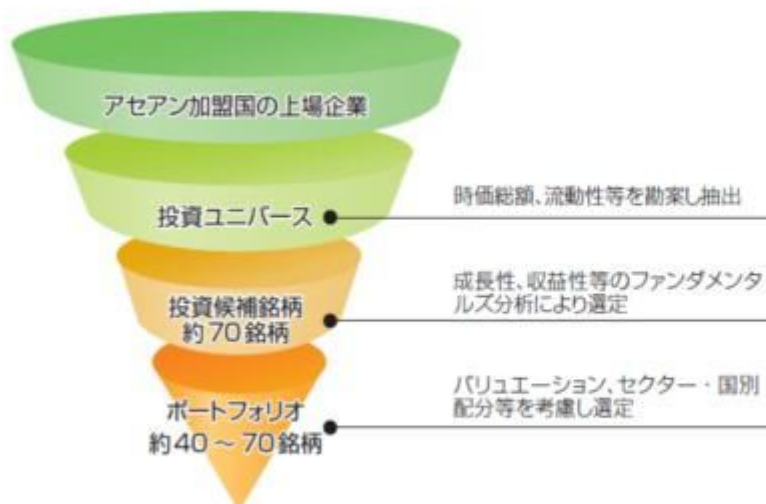 アセアン加盟国の上場企業
投資ユニバース
時価総額、流動性等を勘案し抽出
投資候補銘柄
約70銘柄
成長性、収益性等のファンダメンタ
ルズ分析により選定
ポートフォリオ
約40～70銘柄
バリュエーション、セクター・国別
配分等を考慮し選定